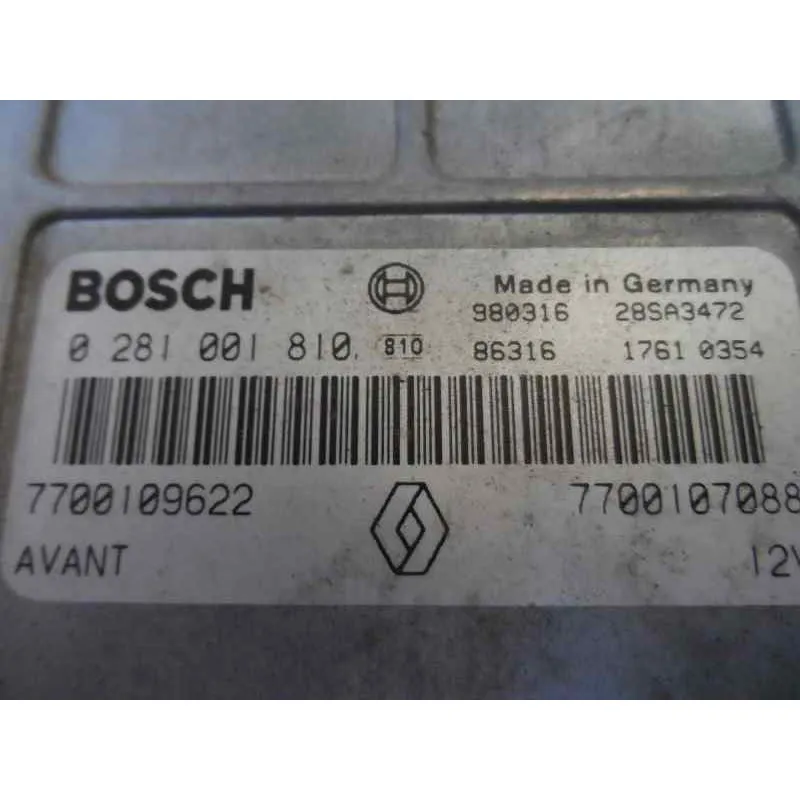 BOSCH Made in Germany
980316 28SA3472
0 281 001 810 810 86316 1761 0354
7700109622 7700107088
AVANT 12V